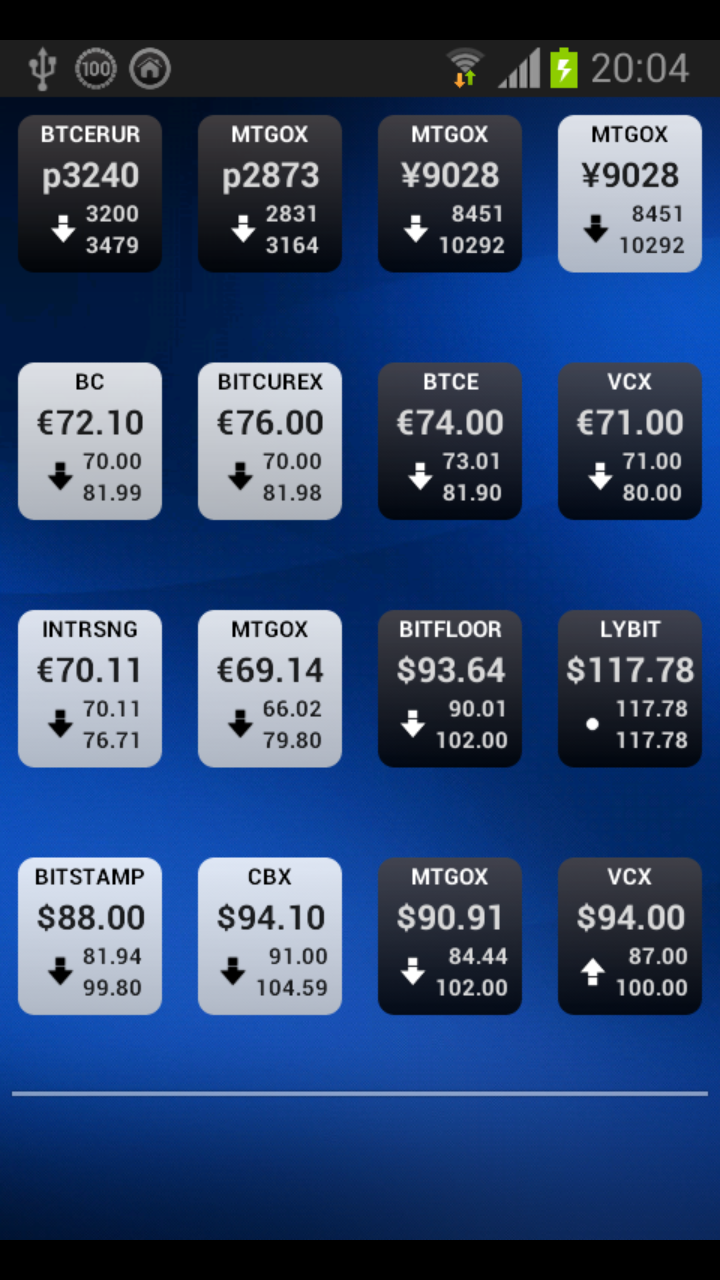 100 20:04
BTCERUR
p3240
3200
3479
MTGOX
p2873
2831
3164
MTGOX
¥9028
8451
10292
MTGOX
¥9028
8451
10292
BC
€72.10
70.00
81.99
BITCUREX
€76.00
70.00
81.98
BTCE
€74.00
73.01
81.90
VCX
€71.00
71.00
80.00
INTRSNG
€70.11
70.11
76.71
MTGOX
€69.14
66.02
79.80
BITFLOOR
$93.64
90.01
102.00
LYBIT
$117.78
117.78
117.78
BITSTAMP
$88.00
81.94
99.80
CBX
$94.10
91.00
104.59
MTGOX
$90.91
84.44
102.00
VCX
$94.00
87.00
100.00